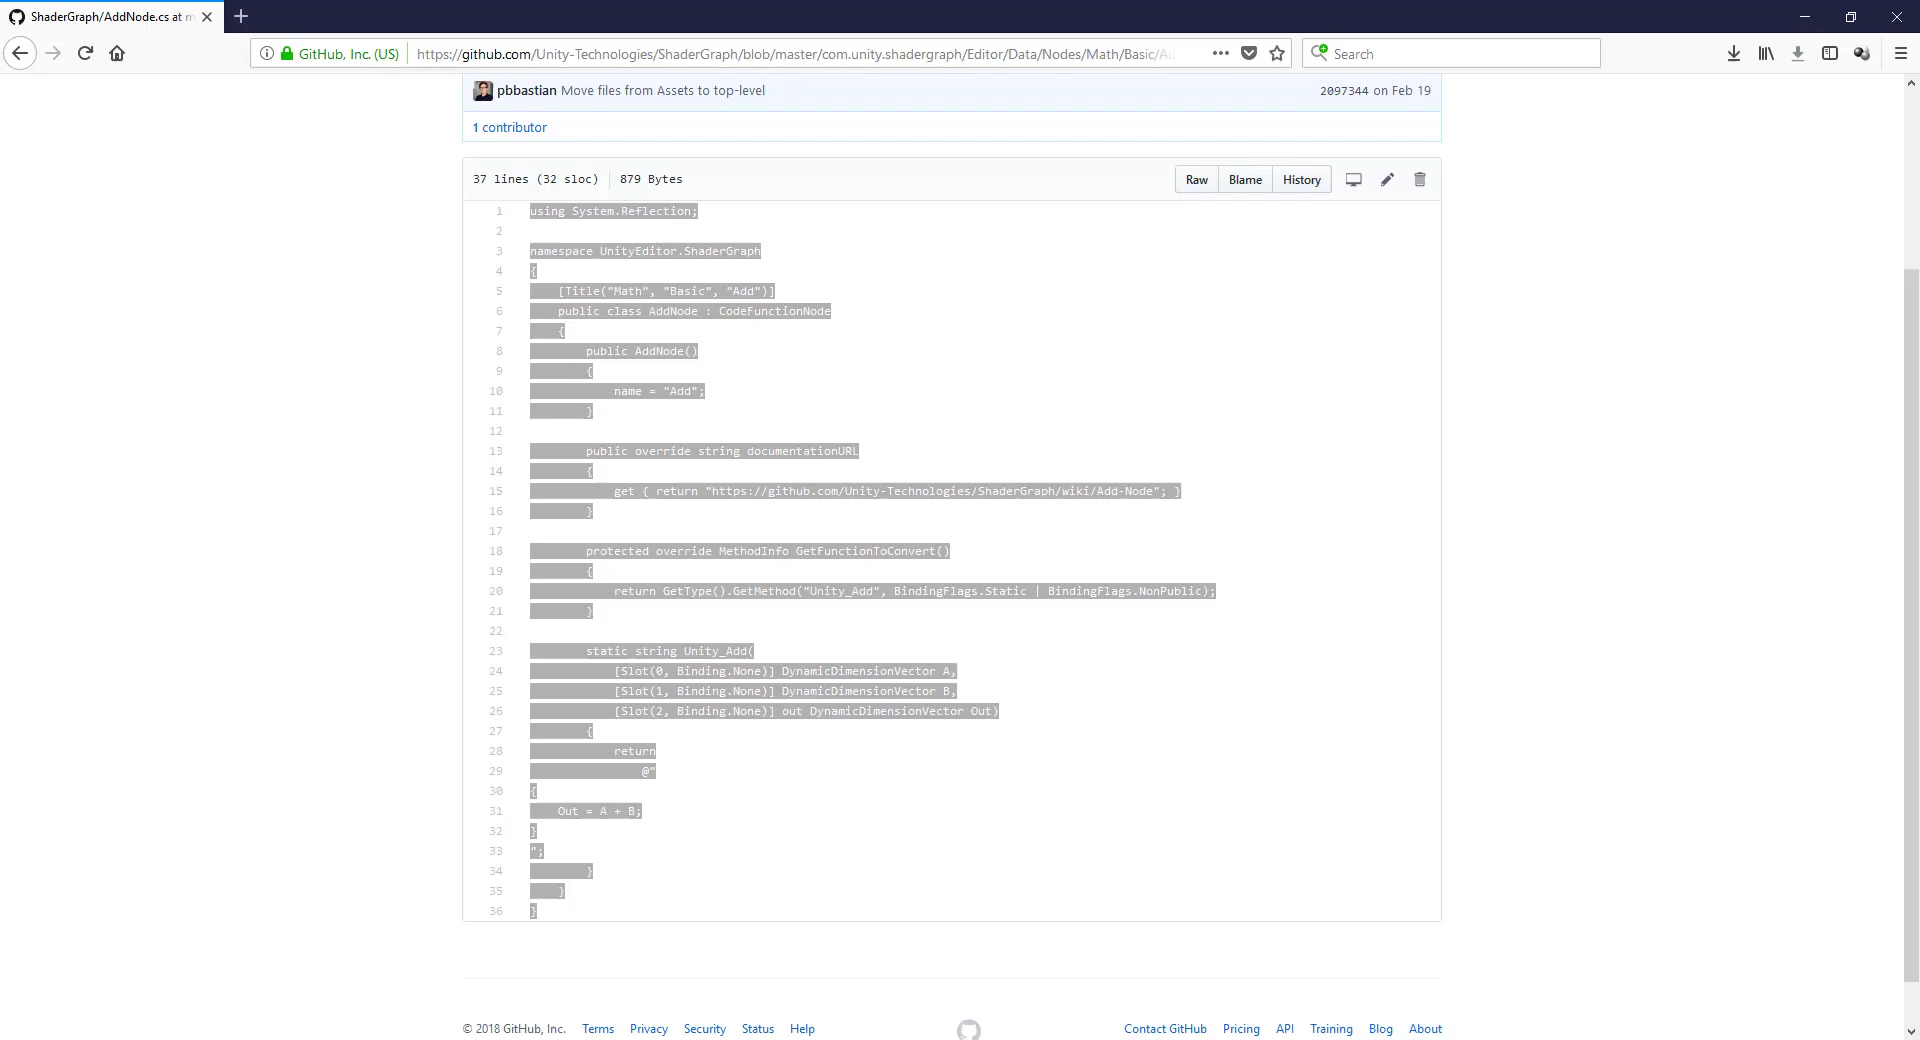 ShaderGraph/AddNode.cs at m
GitHub, Inc. (US)
https://github.com/Unity-Technologies/ShaderGraph/blob/master/com.unity.shadergraph/Editor/Data/Nodes/Math/Basic/Ad
Search
pbbastian Move files from Assets to top-level
2097344 on Feb 19
1 contributor
37 lines (32 sloc) 879 Bytes
Raw Blame History
1 using System.Reflection;
2
3 namespace UnityEditor.ShaderGraph
4 {
5     [Title("Math", "Basic", "Add")]
6     public class AddNode : CodeFunctionNode
7     {
8         public AddNode()
9         {
10             name = "Add";
11         }
12
13         public override string documentationURL
14         {
15             get { return "https://github.com/Unity-Technologies/ShaderGraph/wiki/Add-Node"; }
16         }
17
18         protected override MethodInfo GetFunctionToConvert()
19         {
20             return GetType().GetMethod("Unity_Add", BindingFlags.Static | BindingFlags.NonPublic);
21         }
22
23         static string Unity_Add(
24             [Slot(0, Binding.None)] DynamicDimensionVector A,
25             [Slot(1, Binding.None)] DynamicDimensionVector B,
26             [Slot(2, Binding.None)] out DynamicDimensionVector Out)
27         {
28             return
29                 @"
30 {
31     Out = A + B;
32 }
33 ";
34         }
35     }
36 }
© 2018 GitHub, Inc. Terms Privacy Security Status Help
Contact GitHub Pricing API Training Blog About